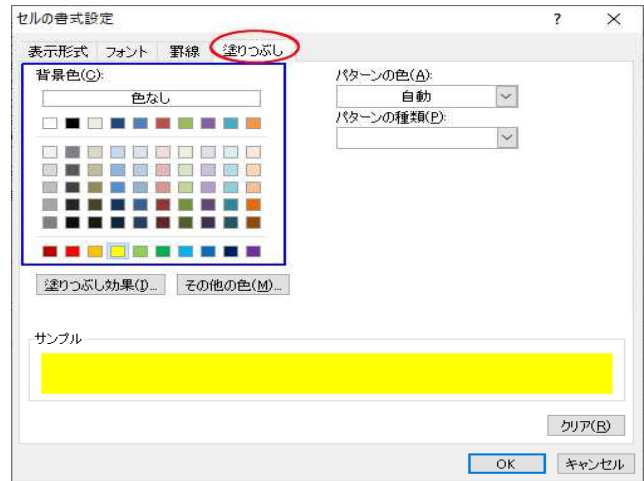 セルの書式設定 ?
表示形式 フォント 罫線 塗りつぶし
背景色(C):
色なし
パターンの色(A):
自動
パターンの種類(P):
塗りつぶし効果(I)... その他の色(M)...
サンプル
クリア(R)
OK キャンセル